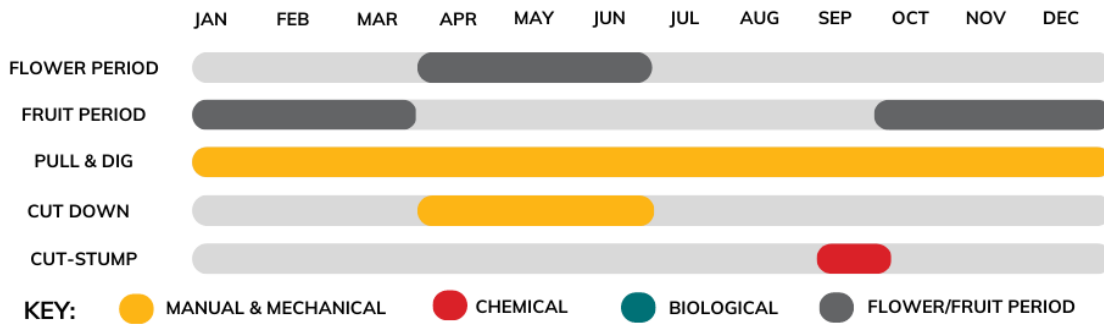 JAN FEB MAR APR MAY JUN JUL AUG SEP OCT NOV DEC
FLOWER PERIOD
FRUIT PERIOD
PULL & DIG
CUT DOWN
CUT-STUMP
KEY: MANUAL & MECHANICAL CHEMICAL BIOLOGICAL FLOWER/FRUIT PERIOD